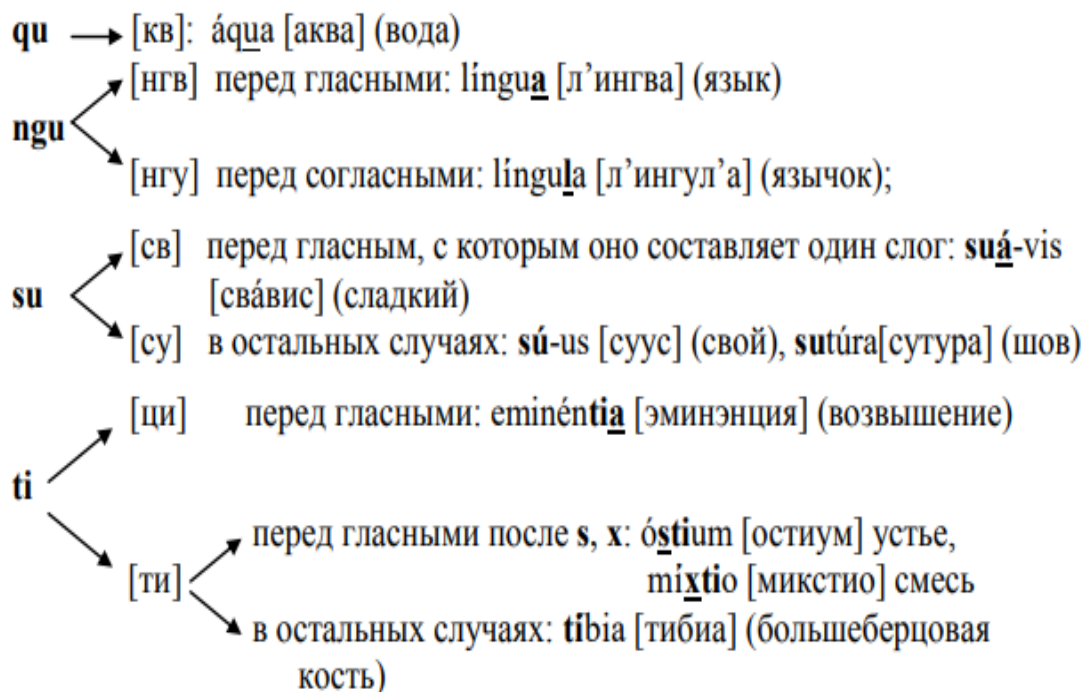 qu → [кв]: áqua [аква] (вода)
[нгв] перед гласными: língua [л’ингва] (язык)
ngu
[нгу] перед согласными: língula [л’ингул’а] (язычок);
[св] перед гласным, с которым оно составляет один слог: suá-vis
[свáвис] (сладкий)
su
[су] в остальных случаях: sú-us [суус] (свой), sutúra[сутура] (шов)
[ци] перед гласными: eminéntia [эминэнция] (возвышение)
ti
перед гласными после s, x: óstium [остиум] устье,
[ти] míxtio [микстио] смесь
в остальных случаях: tíbia [тибиа] (большеберцовая
кость)